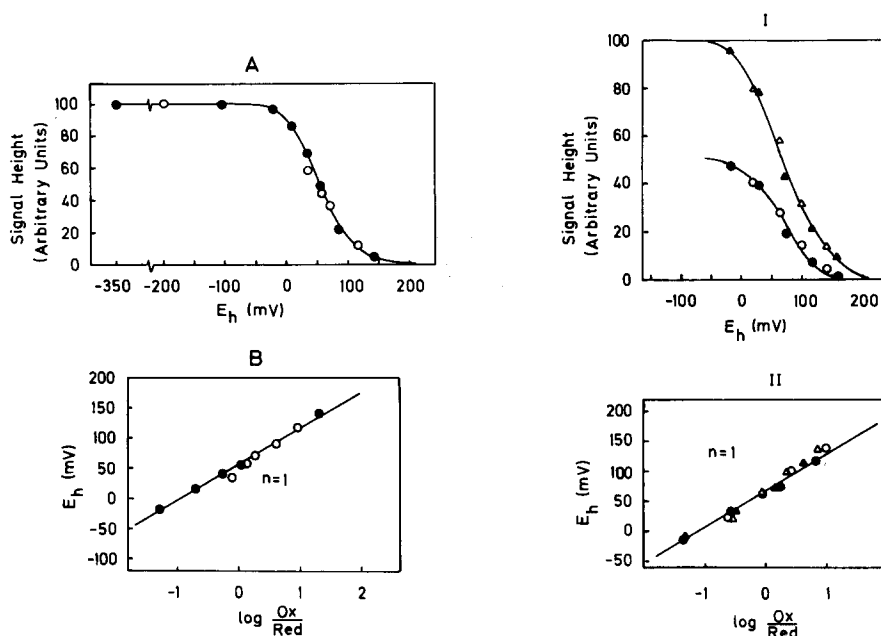 A
Signal Height
(Arbitrary Units)
100
80
60
40
20
0
-350
-200
-100
0
100
200
E_h (mV)
B
200
150
100
50
0
-50
-100
E_h (mV)
n=1
-1
0
1
2
log Ox/Red
I
Signal Height
(Arbitrary Units)
100
80
60
40
20
0
-100
0
100
200
E_h (mV)
II
200
150
100
50
0
-50
E_h (mV)
n=1
-1
0
1
log Ox/Red